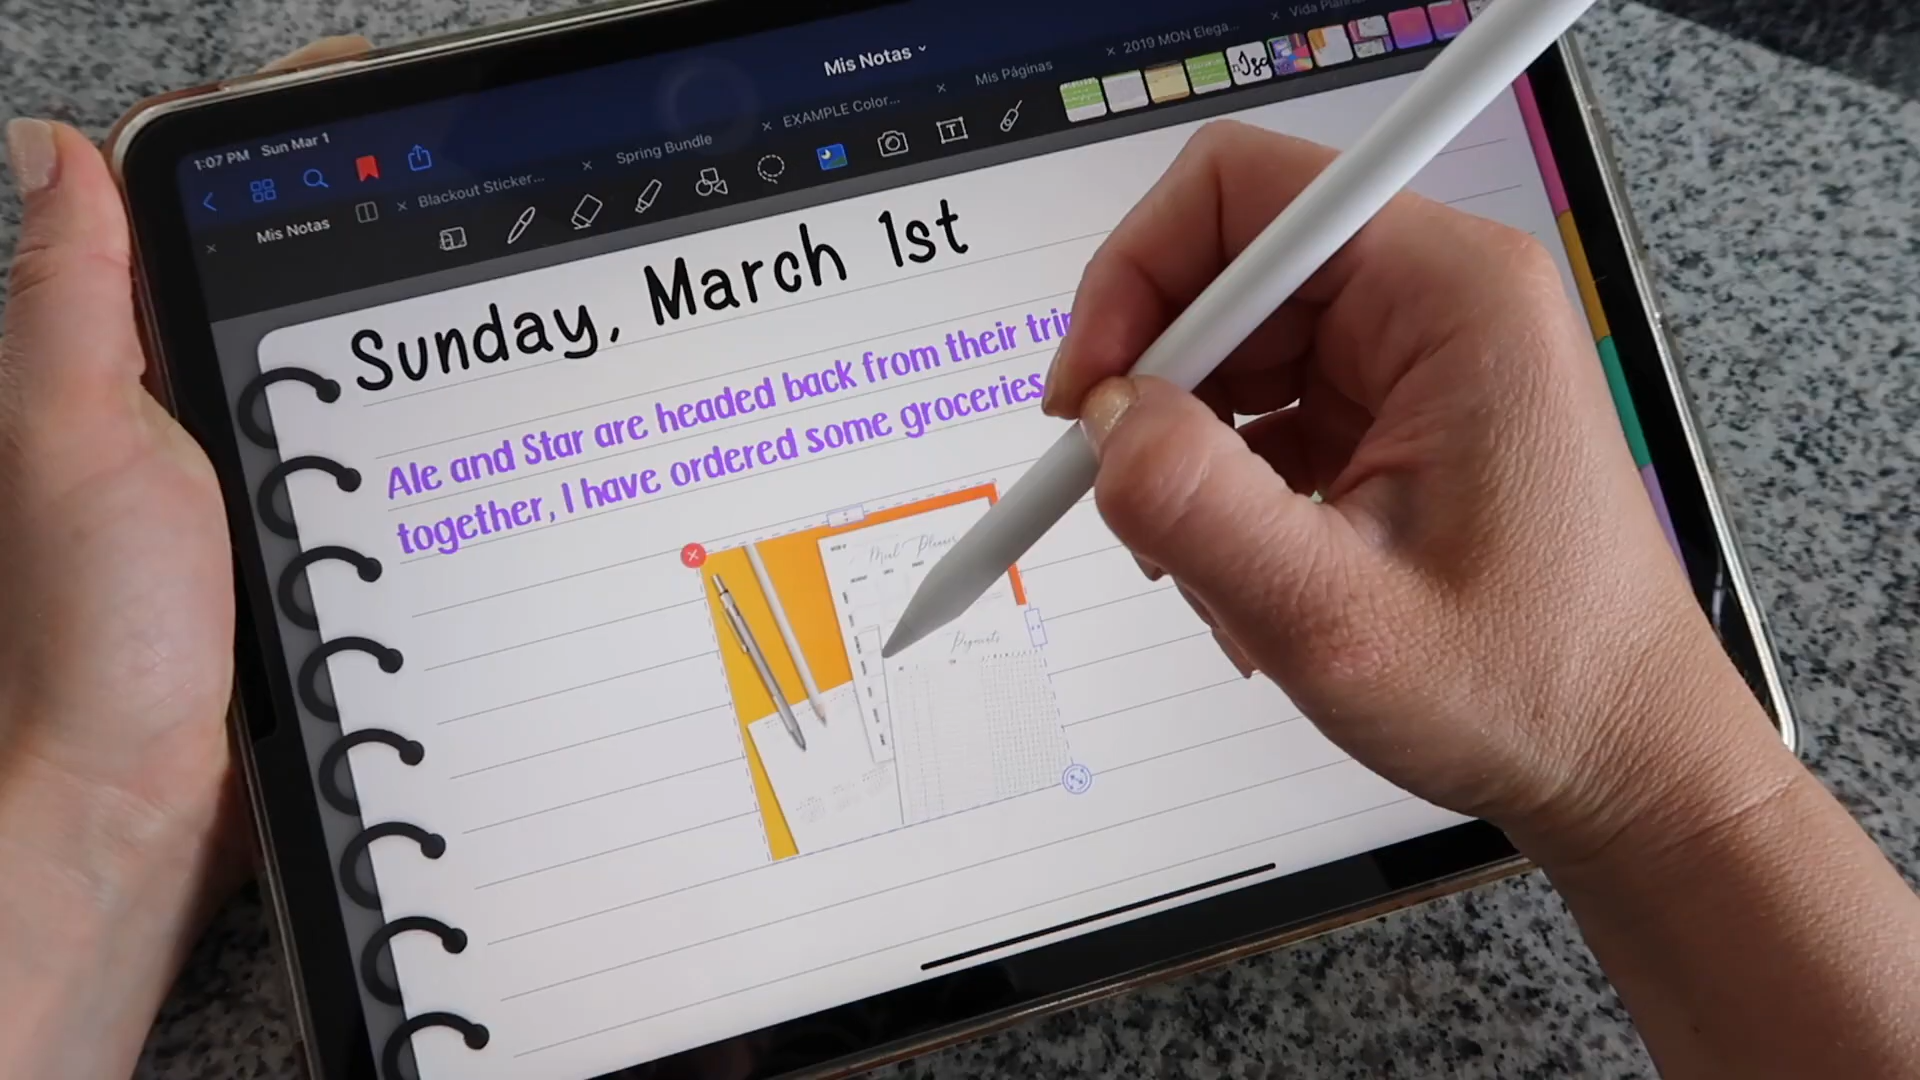 Mis Notas
2019 MON Elega...
1:07 PM Sun Mar 1
Mis Notas
Blackout Sticker...
Spring Bundle
EXAMPLE Color...
Mis Páginas
Sunday, March 1st
Ale and Star are headed back from their
together, I have ordered some groceries
Meal Planner
Payments